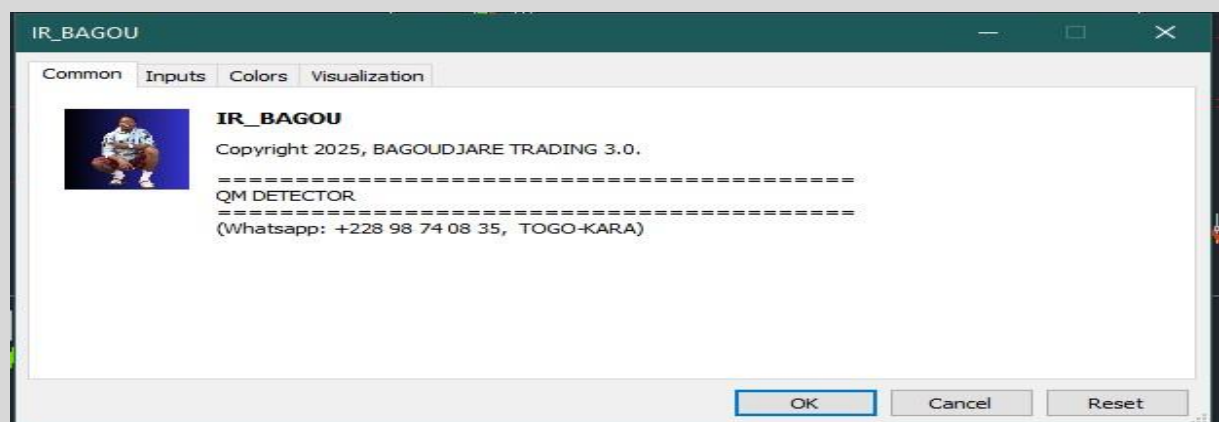 IR_BAGOU
Common Inputs Colors Visualization
IR_BAGOU
Copyright 2025, BAGOUDJARE TRADING 3.0.
=========================================
QM DETECTOR
=========================================
(Whatsapp: +228 98 74 08 35, TOGO-KARA)
OK Cancel Reset